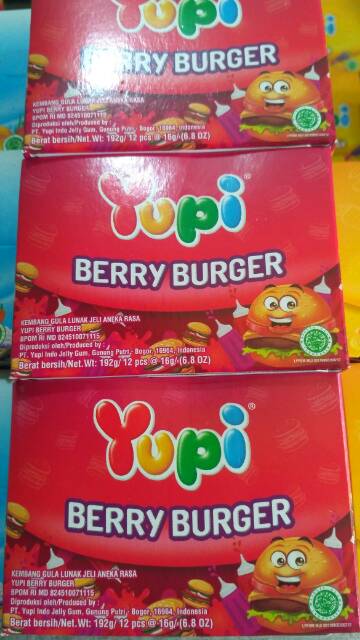 Yupi
BERRY BURGER
KEMBANG GULA LUNAK JELI ANEKA RASA
YUPI BERRY BURGER
BPOM RI MD 824510071115
Diproduksi oleh/Produced by :
PT. Yupi Indo Jelly Gum, Gunung Putri - Bogor, 16964, Indonesia
Berat bersih/Net.Wt: 192g/ 12 pcs @ 16g/(6.8 OZ)
Yupi®
BERRY BURGER
KEMBANG GULA LUNAK JELI ANEKA RASA
YUPI BERRY BURGER
BPOM RI MD 824510071115
Diproduksi oleh/Produced by :
PT. Yupi Indo Jelly Gum, Gunung Putri - Bogor, 16964, Indonesia
Berat bersih/Net.Wt: 192g/ 12 pcs @ 16g/(6.8 OZ)
Yupi®
BERRY BURGER
KEMBANG GULA LUNAK JELI ANEKA RASA
YUPI BERRY BURGER
BPOM RI MD 824510071115
Diproduksi oleh/Produced by :
PT. Yupi Indo Jelly Gum, Gunung Putri - Bogor, 16964, Indonesia
Berat bersih/Net.Wt: 192g/ 12 pcs @ 16g/(6.8 OZ)